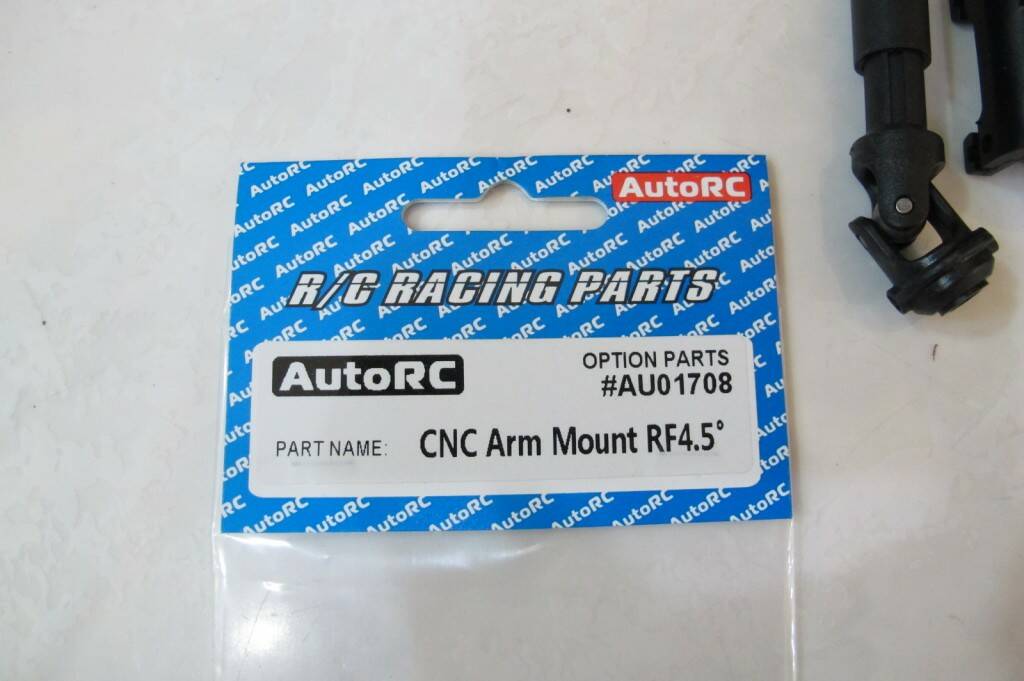 AutoRC
R/C RACING PARTS
AutoRC
OPTION PARTS
#AU01708
PART NAME: CNC Arm Mount RF4.5°